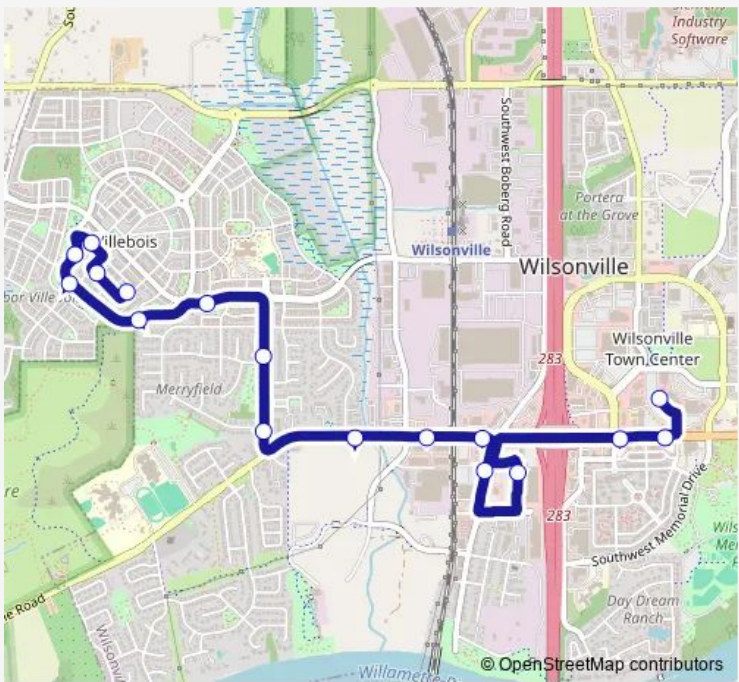 Siemens
Industry
Software
Southwest Boberg Road
Portera
at the Grove
Villebois
Wilsonville
Wilsonville
283
Wilsonville
Town Center
Merryfield
283
Southwest Memorial Drive
Day Dream
Ranch
Road
© OpenStreetMap contributors